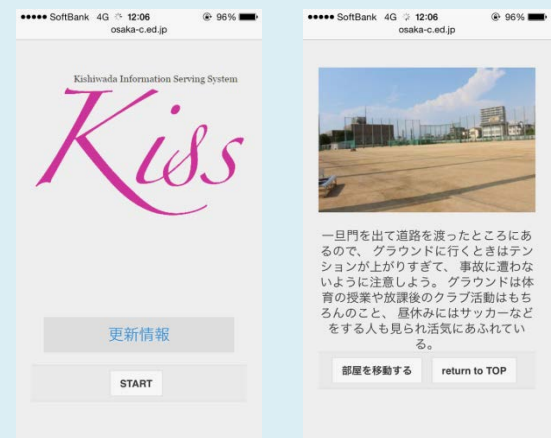 SoftBank 4G 12:06 96%
osaka-c.ed.jp
Kishiwada Information Serving System
Kiss
更新情報
START
SoftBank 4G 12:06 96%
osaka-c.ed.jp
一旦門を出て道路を渡ったところにあ
るので、 グラウンドに行くときはテン
ションが上がりすぎて、 事故に遭わな
いように注意しよう。 グラウンドは体
育の授業や放課後のクラブ活動はもち
ろんのこと、 昼休みにはサッカーなど
をする人も見られ活気にあふれてい
る。
部屋を移動する return to TOP